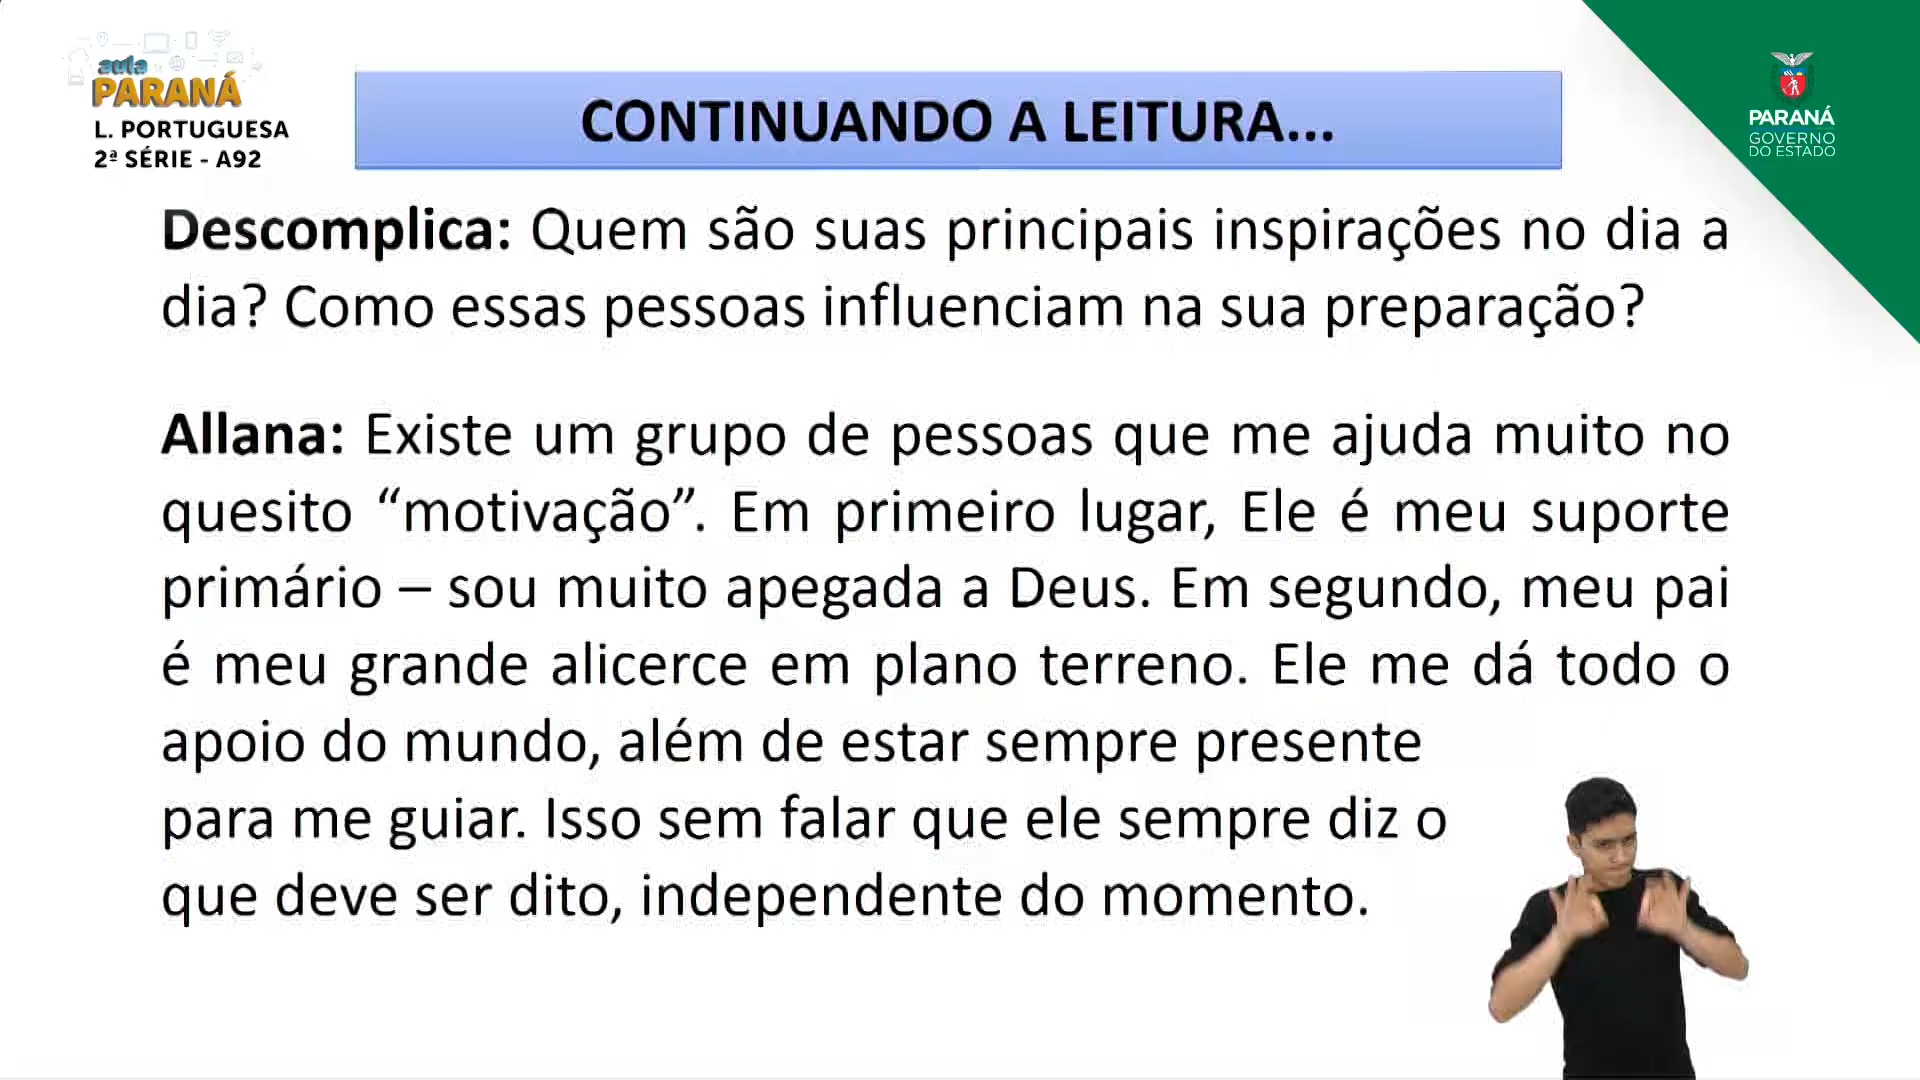 aula
PARANÁ
L. PORTUGUESA
2ª SÉRIE - A92
CONTINUANDO A LEITURA...
PARANÁ
GOVERNO
DO ESTADO
Descomplica: Quem são suas principais inspirações no dia a
dia? Como essas pessoas influenciam na sua preparação?
Allana: Existe um grupo de pessoas que me ajuda muito no
quesito “motivação”. Em primeiro lugar, Ele é meu suporte
primário – sou muito apegada a Deus. Em segundo, meu pai
é meu grande alicerce em plano terreno. Ele me dá todo o
apoio do mundo, além de estar sempre presente
para me guiar. Isso sem falar que ele sempre diz o
que deve ser dito, independente do momento.